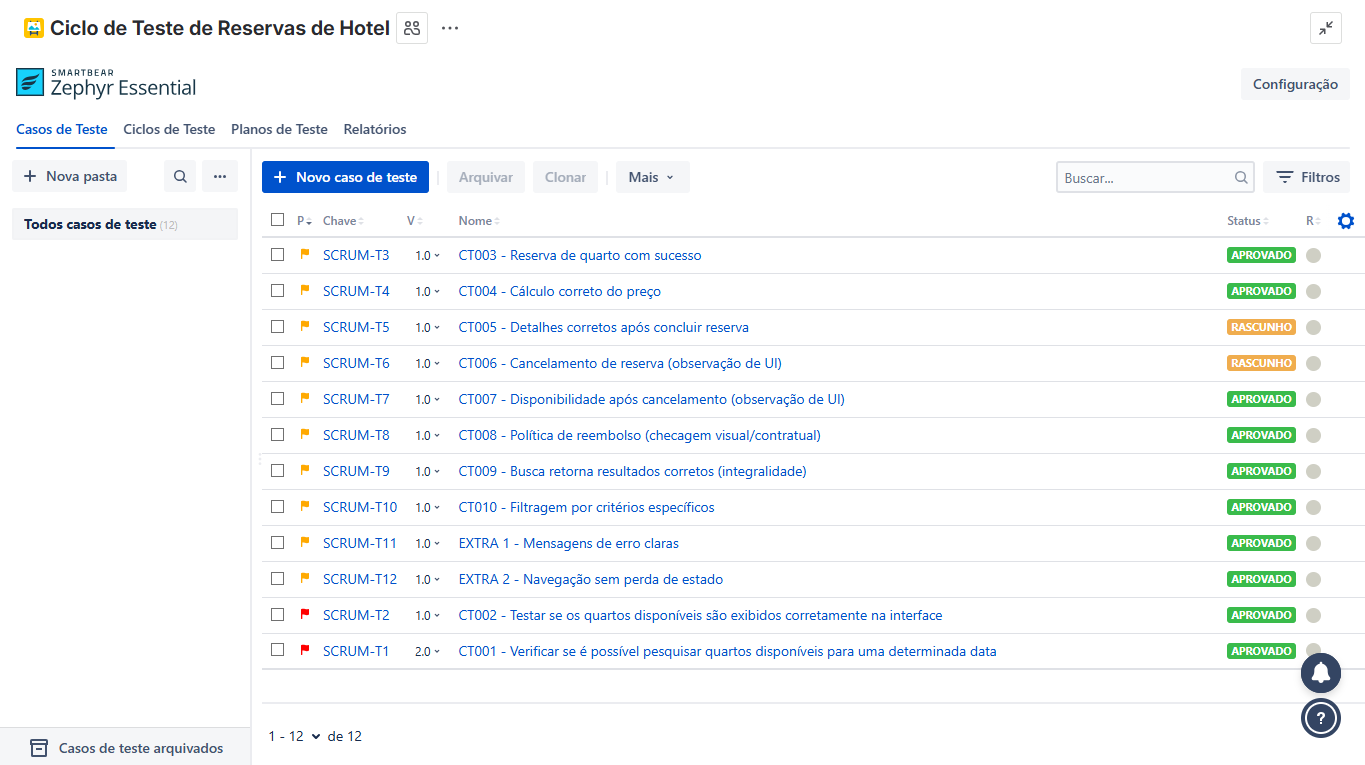 Ciclo de Teste de Reservas de Hotel
SMARTBEAR
Zephyr Essential
Configuração
Casos de Teste Ciclos de Teste Planos de Teste Relatórios
+ Nova pasta
Todos casos de teste (12)
+ Novo caso de teste Arquivar Clonar Mais Buscar... Filtros
P Chave V Nome Status R
SCRUM-T3 1.0 CT003 - Reserva de quarto com sucesso APROVADO
SCRUM-T4 1.0 CT004 - Cálculo correto do preço APROVADO
SCRUM-T5 1.0 CT005 - Detalhes corretos após concluir reserva RASCUNHO
SCRUM-T6 1.0 CT006 - Cancelamento de reserva (observação de UI) RASCUNHO
SCRUM-T7 1.0 CT007 - Disponibilidade após cancelamento (observação de UI) APROVADO
SCRUM-T8 1.0 CT008 - Política de reembolso (checagem visual/contratual) APROVADO
SCRUM-T9 1.0 CT009 - Busca retorna resultados corretos (integralidade) APROVADO
SCRUM-T10 1.0 CT010 - Filtragem por critérios específicos APROVADO
SCRUM-T11 1.0 EXTRA 1 - Mensagens de erro claras APROVADO
SCRUM-T12 1.0 EXTRA 2 - Navegação sem perda de estado APROVADO
SCRUM-T2 1.0 CT002 - Testar se os quartos disponíveis são exibidos corretamente na interface APROVADO
SCRUM-T1 2.0 CT001 - Verificar se é possível pesquisar quartos disponíveis para uma determinada data APROVADO
1 - 12 de 12
?
Casos de teste arquivados